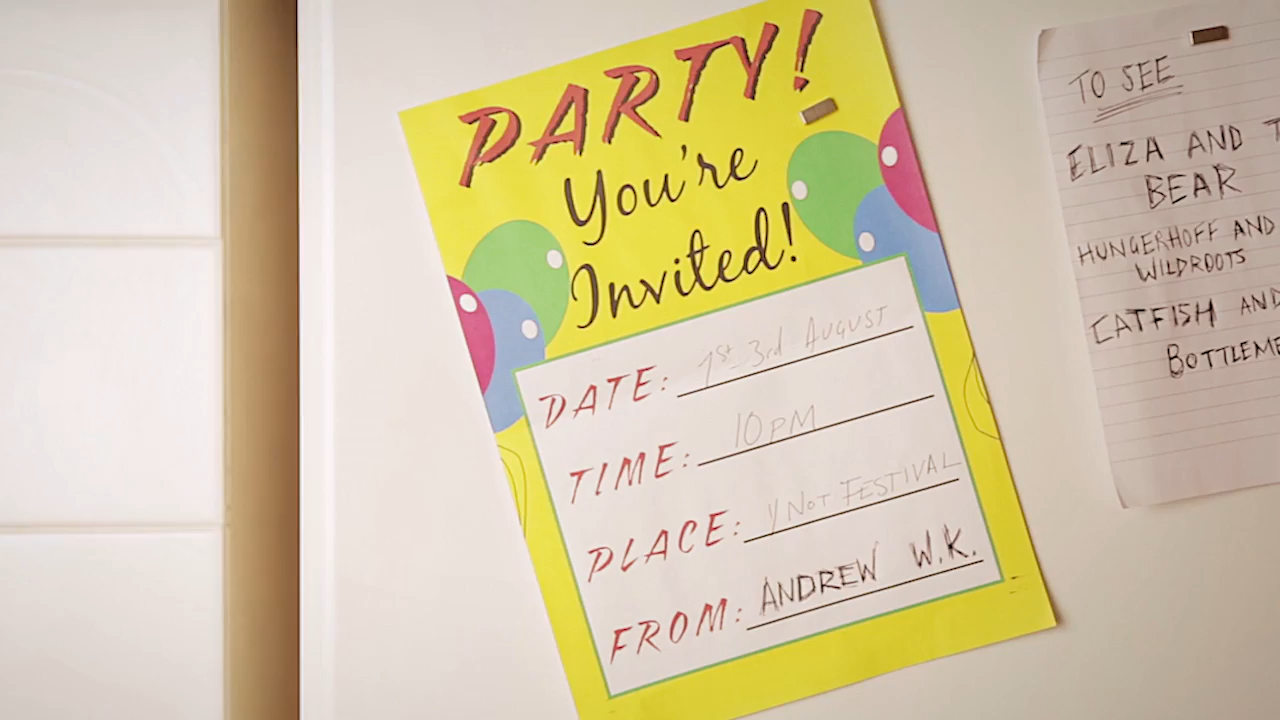 PARTY!
You're
Invited!
DATE: 1st - 3rd AUGUST
TIME: 10PM
PLACE: Y NOT FESTIVAL
FROM: ANDREW W.K.
TO SEE
ELIZA AND
BEAR
HUNGERHOFF AND
WILDROOTS
CATFISH AND